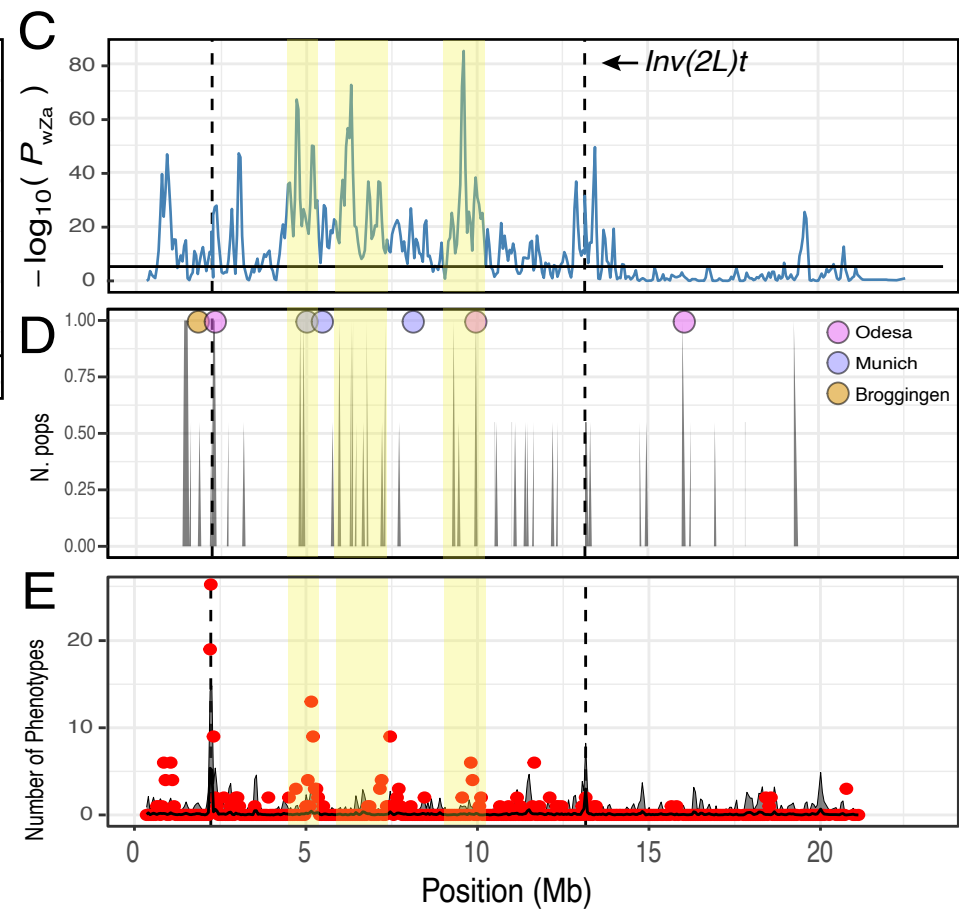 C
− log10( PwZa )
80
60
40
20
0
Inv(2L)t
D
N. pops
1.00
0.75
0.50
0.25
0.00
Odesa
Munich
Broggingen
E
Number of Phenotypes
20
10
0
0 5 10 15 20
Position (Mb)